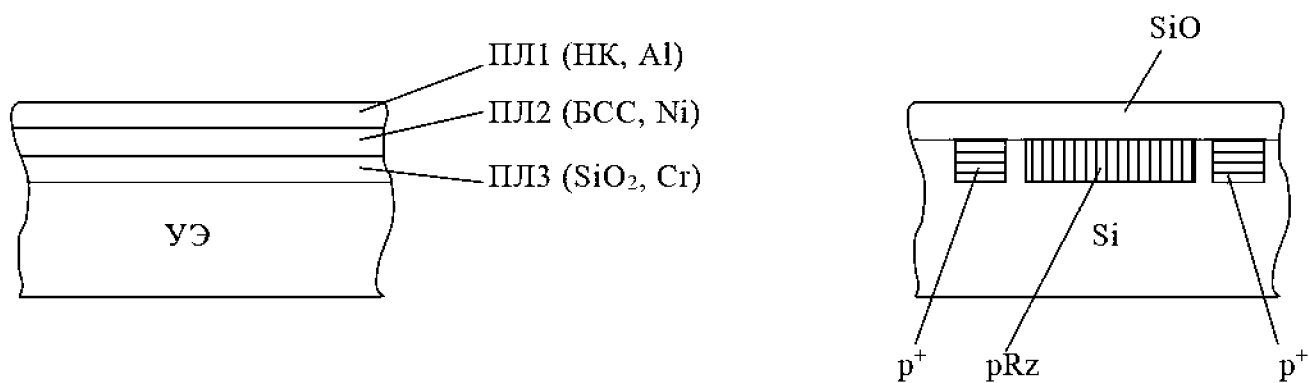 ПЛ1 (НК, Al)
ПЛ2 (БСС, Ni)
ПЛ3 (SiO₂, Cr)
УЭ
SiO
Si
p⁺
pRz
p⁺